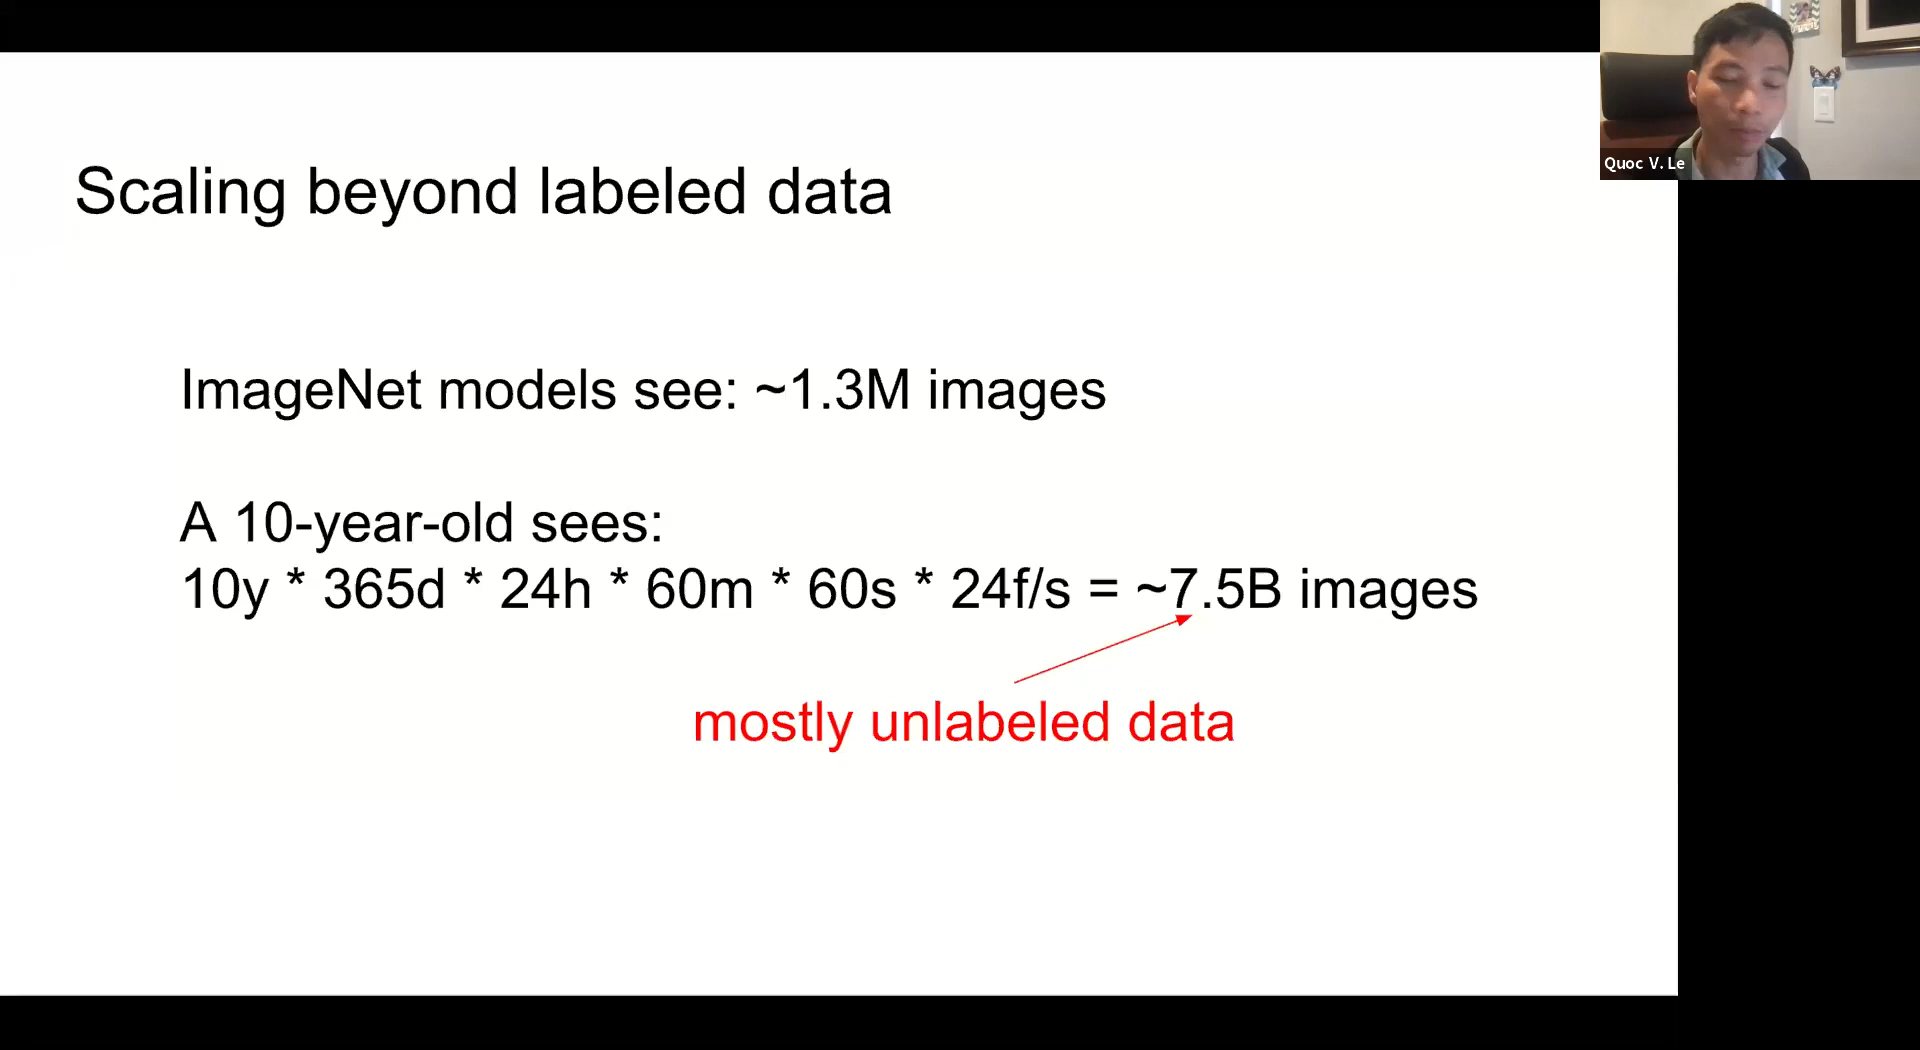 Scaling beyond labeled data
ImageNet models see: ~1.3M images
A 10-year-old sees:
10y * 365d * 24h * 60m * 60s * 24f/s = ~7.5B images
mostly unlabeled data
Quoc V. Le